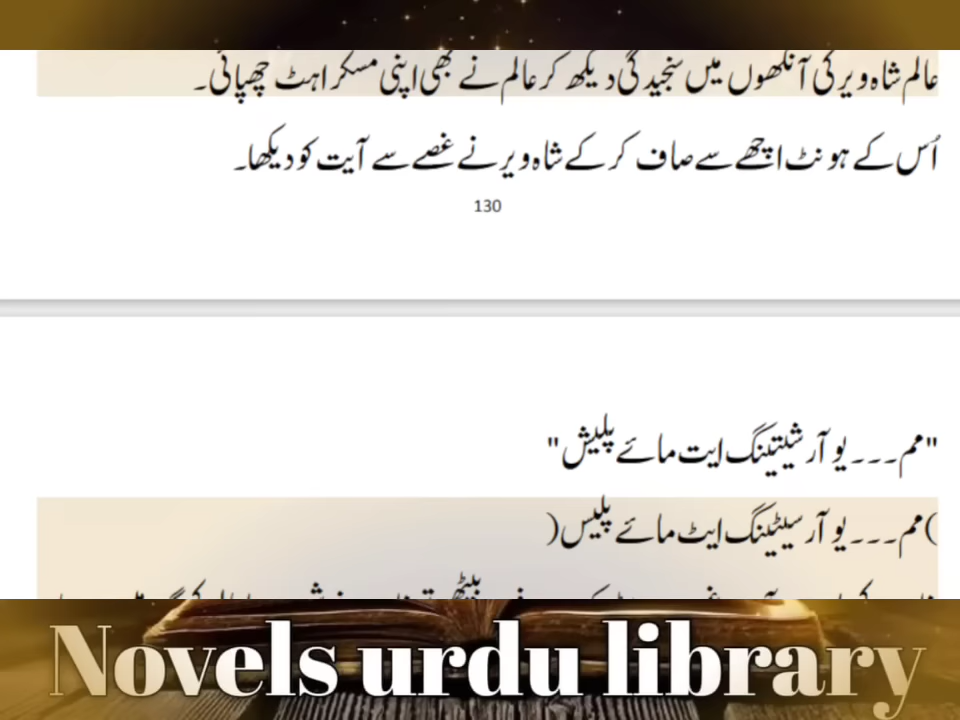 عالم شاہ ویر کی آنکھوں میں سنجیدگی دیکھ کر عالم نے بھی اپنی مسکراہٹ چھپائی۔
اُس کے ہونٹ اچھے سے صاف کر کے شاہ ویر نے غصے سے آیت کو دیکھا۔
130
"مم۔۔۔یو آر شیتینگ ایت مائے پلیش"
(مم۔۔۔یو آر سیٹینگ ایٹ مائے پلیس)
Novels urdu library